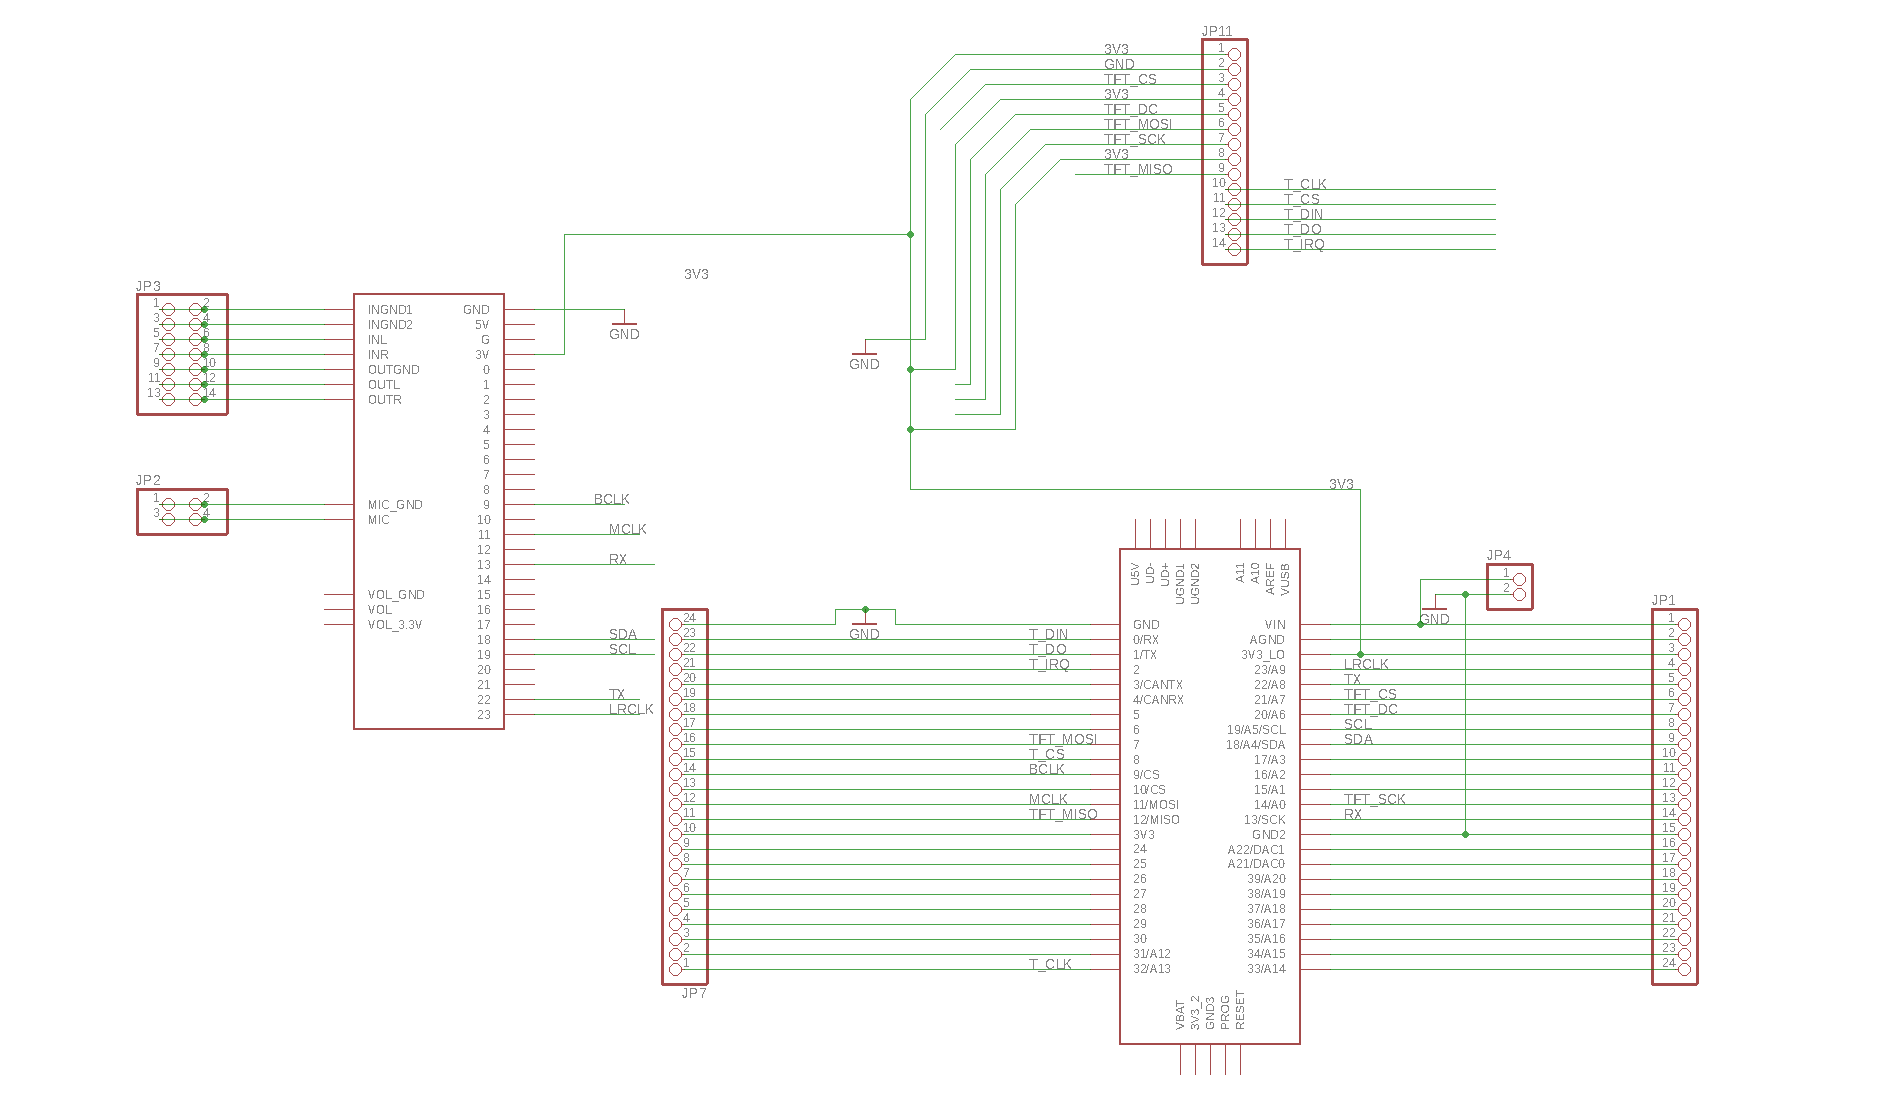 JP11
3V3 1
GND 2
TFT_CS 3
3V3 4
TFT_DC 5
TFT_MOSI 6
TFT_SCK 7
3V3 8
TFT_MISO 9
10 T_CLK
11 T_CS
12 T_DIN
13 T_DO
14 T_IRQ
3V3
JP3
1 2
3 4
5 6
7 8
9 10
11 12
13 14
JP2
1 2
3 4
INGND1 GND
INGND2 5V
INL G
INR 3V
OUTGND 0
OUTL 1
OUTR 2
3
4
5
6
7
8
MIC_GND 9 BCLK
MIC 10
11 MCLK
12
13 RX
14
VOL_GND 15
VOL 16
VOL_3.3V 17
18 SDA
19 SCL
20
21
22 TX
23 LRCLK
GND
GND
3V3
U5V
UD-
UD+
UGND1
UGND2
A11
A10
AREF
VUSB
JP4
1
2
GND
GND
JP1
24 GND VIN 1
23 T_DIN 0/RX AGND 2
22 T_DO 1/TX 3V3_LO 3
21 T_IRQ 2 23/A9 LRCLK 4
20 3/CANTX 22/A8 TX 5
19 4/CANRX 21/A7 TFT_CS 6
18 5 20/A6 TFT_DC 7
17 6 19/A5/SCL SCL 8
16 TFT_MOSI 7 18/A4/SDA SDA 9
15 T_CS 8 17/A3 10
14 BCLK 9/CS 16/A2 11
13 10/CS 15/A1 12
12 MCLK 11/MOSI 14/A0 TFT_SCK 13
11 TFT_MISO 12/MISO 13/SCK RX 14
10 3V3 GND2 15
9 24 A22/DAC1 16
8 25 A21/DAC0 17
7 26 39/A20 18
6 27 38/A19 19
5 28 37/A18 20
4 29 36/A17 21
3 30 35/A16 22
2 31/A12 34/A15 23
1 T_CLK 32/A13 33/A14 24
JP7
VBAT
3V3_2
GND3
PROG
RESET